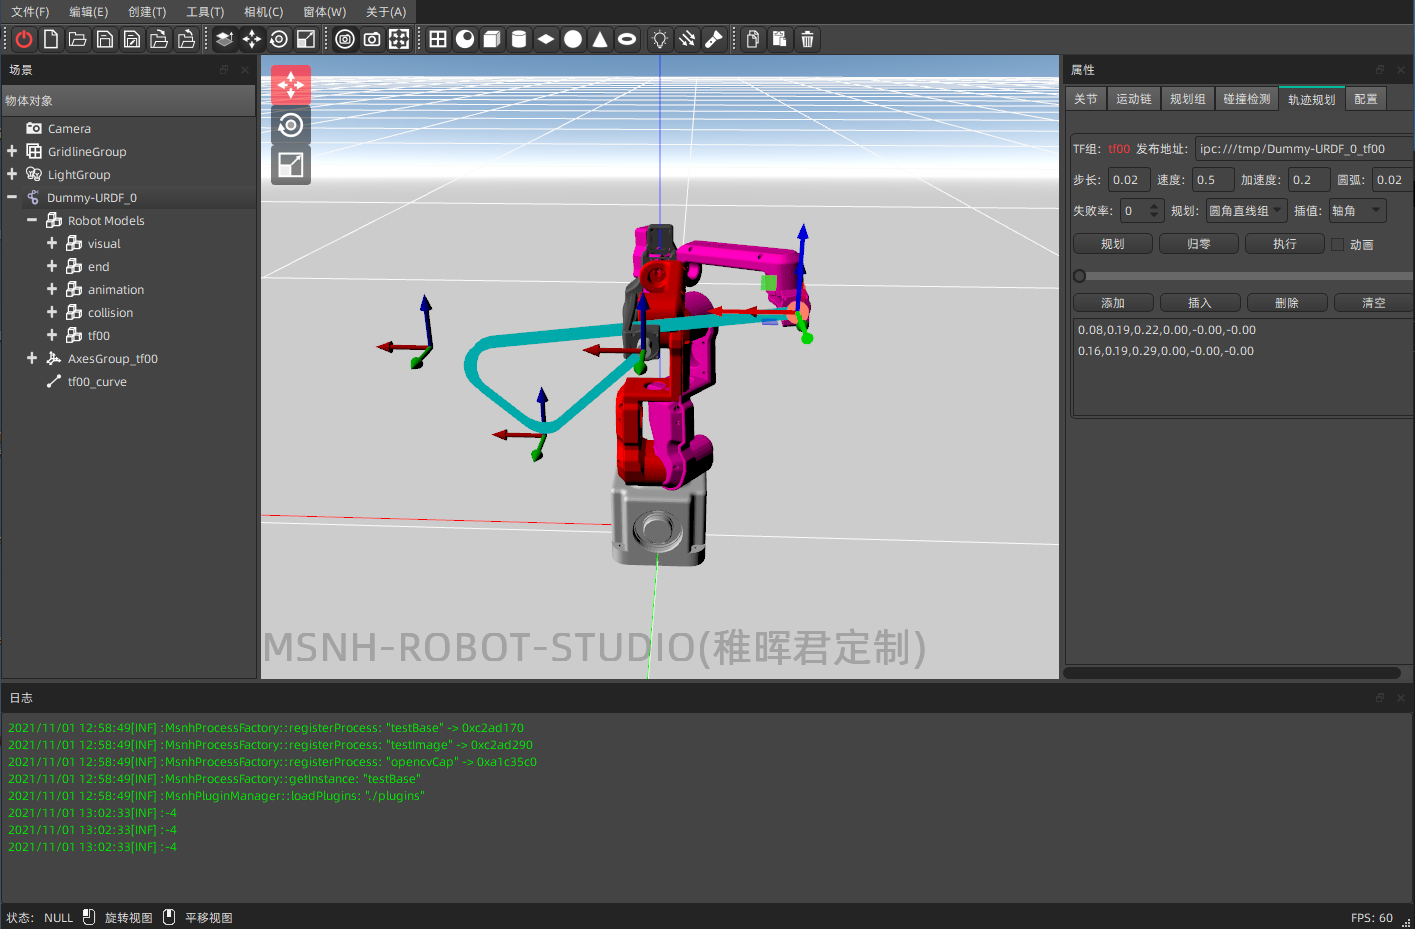 文件(F) 编辑(E) 创建(T) 工具(T) 相机(C) 窗体(W) 关于(A)
场景
物体对象
Camera
GridlineGroup
LightGroup
Dummy-URDF_0
Robot Models
visual
end
animation
collision
tf00
AxesGroup_tf00
tf00_curve
MSNH-ROBOT-STUDIO(稚晖君定制)
属性
关节 运动链 规划组 碰撞检测 轨迹规划 配置
TF组: tf00 发布地址: ipc:///tmp/Dummy-URDF_0_tf00
步长: 0.02 速度: 0.5 加速度: 0.2 圆弧: 0.02
失败率: 0 规划: 圆角直线组 插值: 轴角
规划 归零 执行 动画
添加 插入 删除 清空
0.08,0.19,0.22,0.00,-0.00,-0.00
0.16,0.19,0.29,0.00,-0.00,-0.00
日志
2021/11/01 12:58:49[INF] :MsnhProcessFactory::registerProcess: "testBase" -> 0xc2ad170
2021/11/01 12:58:49[INF] :MsnhProcessFactory::registerProcess: "testImage" -> 0xc2ad290
2021/11/01 12:58:49[INF] :MsnhProcessFactory::registerProcess: "opencvCap" -> 0xa1c35c0
2021/11/01 12:58:49[INF] :MsnhProcessFactory::getInstance: "testBase"
2021/11/01 12:58:49[INF] :MsnhPluginManager::loadPlugins: "./plugins"
2021/11/01 13:02:33[INF] :-4
2021/11/01 13:02:33[INF] :-4
2021/11/01 13:02:33[INF] :-4
状态: NULL 旋转视图 平移视图 FPS: 60